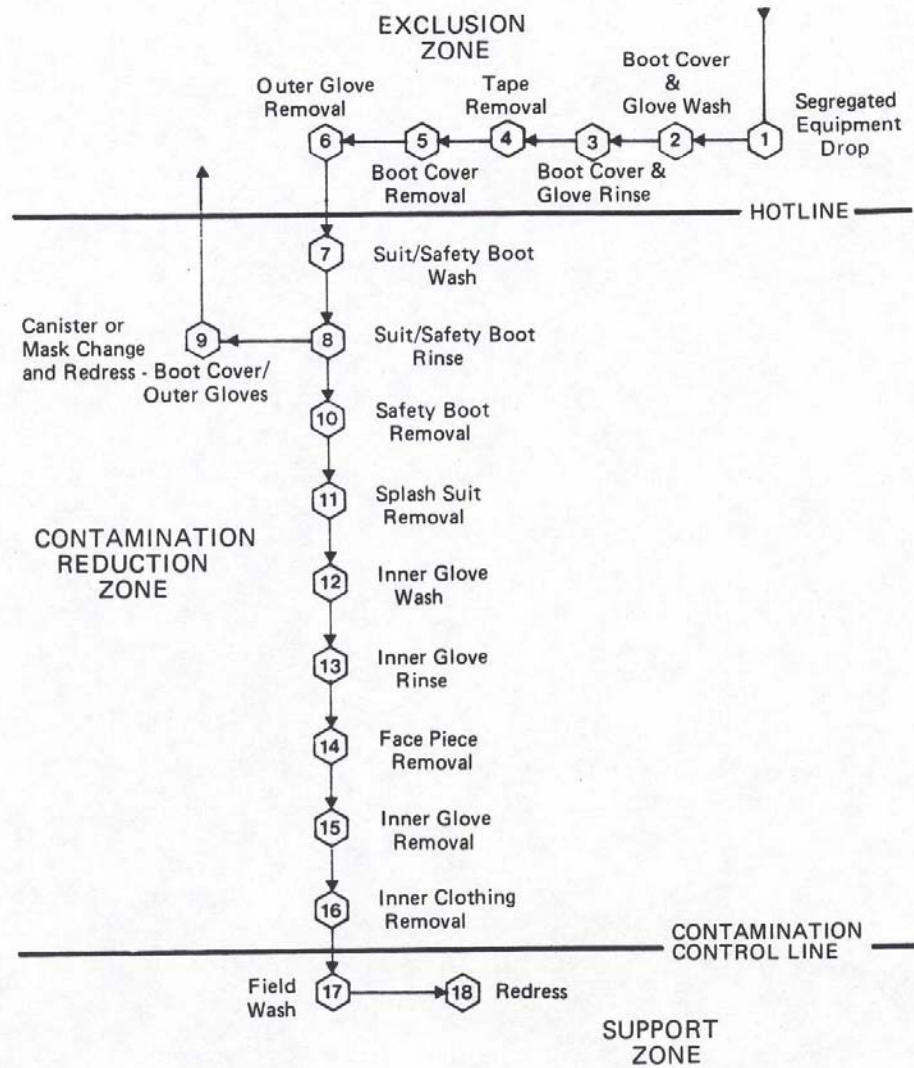 EXCLUSION
ZONE
Segregated
Equipment
Drop
1
Boot Cover
&
Glove Wash
2
3
Boot Cover &
Glove Rinse
Tape
Removal
4
5
Boot Cover
Removal
Outer Glove
Removal
6
HOTLINE
7
Suit/Safety Boot
Wash
8
Suit/Safety Boot
Rinse
9
Canister or
Mask Change
and Redress - Boot Cover/
Outer Gloves
10
Safety Boot
Removal
11
Splash Suit
Removal
CONTAMINATION
REDUCTION
ZONE
12
Inner Glove
Wash
13
Inner Glove
Rinse
14
Face Piece
Removal
15
Inner Glove
Removal
16
Inner Clothing
Removal
CONTAMINATION
CONTROL LINE
Field
Wash
17
18
Redress
SUPPORT
ZONE